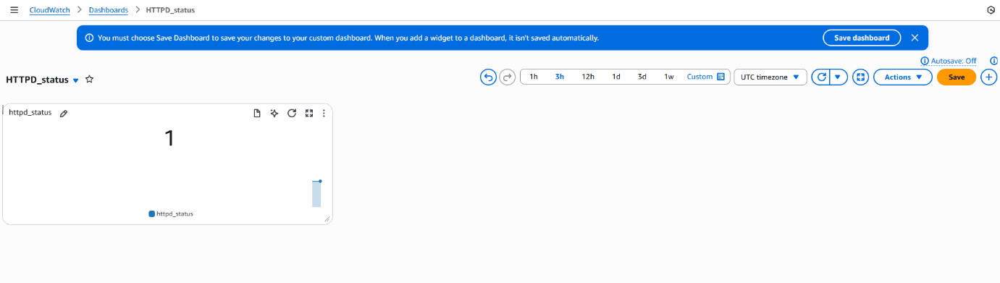 CloudWatch > Dashboards > HTTPD_status
You must choose Save Dashboard to save your changes to your custom dashboard. When you add a widget to a dashboard, it isn't saved automatically. Save dashboard
Autosave: Off
HTTPD_status 1h 3h 12h 1d 3d 1w Custom UTC timezone Actions Save
httpd_status
1
httpd_status